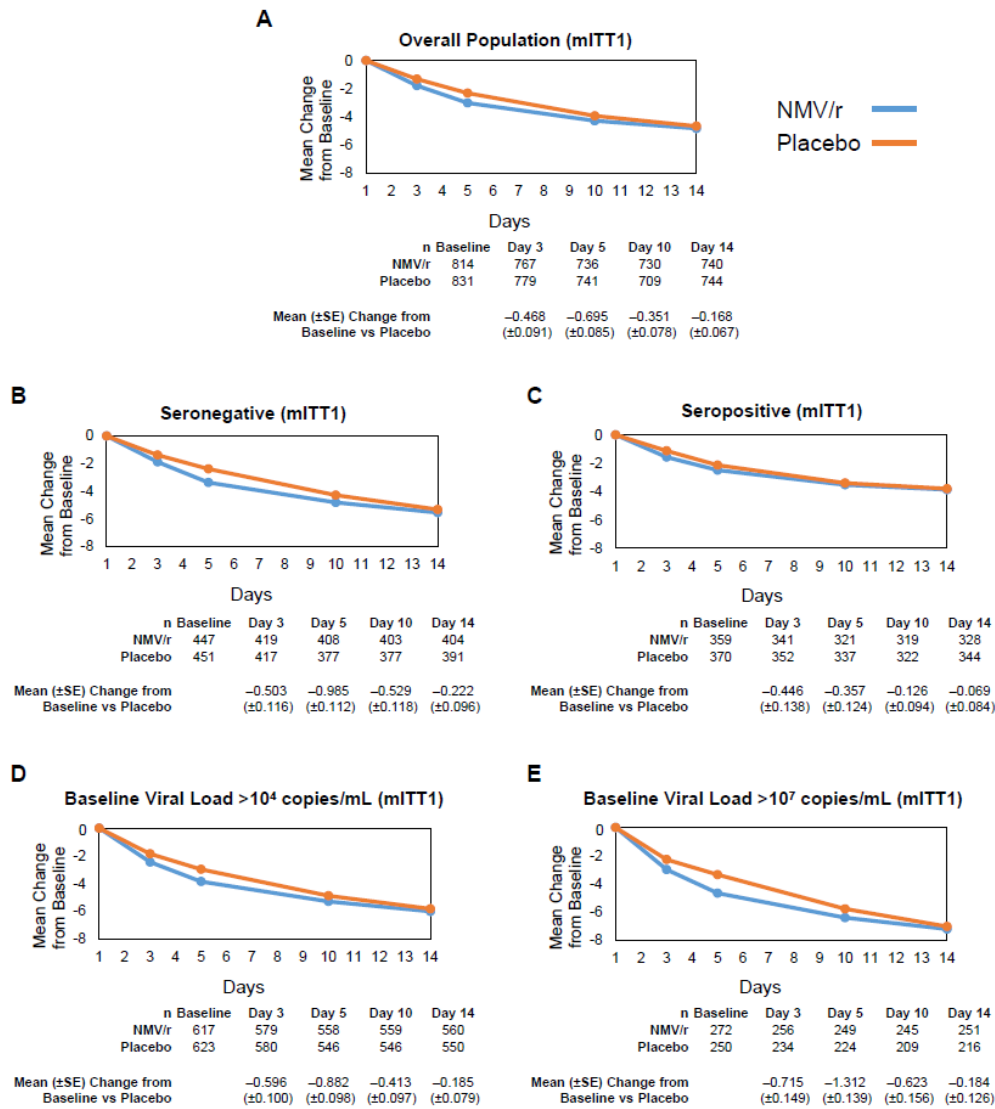 A
Overall Population (mITT1)
Mean Change
from Baseline
0
-2
-4
-6
-8
1 2 3 4 5 6 7 8 9 10 11 12 13 14
Days
NMV/r
Placebo
n Baseline Day 3 Day 5 Day 10 Day 14
NMV/r 814 767 736 730 740
Placebo 831 779 741 709 744
Mean (±SE) Change from –0.468 –0.695 –0.351 –0.168
Baseline vs Placebo (±0.091) (±0.085) (±0.078) (±0.067)
B
Seronegative (mITT1)
Mean Change
from Baseline
0
-2
-4
-6
-8
1 2 3 4 5 6 7 8 9 10 11 12 13 14
Days
n Baseline Day 3 Day 5 Day 10 Day 14
NMV/r 447 419 408 403 404
Placebo 451 417 377 377 391
Mean (±SE) Change from –0.503 –0.985 –0.529 –0.222
Baseline vs Placebo (±0.116) (±0.112) (±0.118) (±0.096)
C
Seropositive (mITT1)
Mean Change
from Baseline
0
-2
-4
-6
-8
1 2 3 4 5 6 7 8 9 10 11 12 13 14
Days
n Baseline Day 3 Day 5 Day 10 Day 14
NMV/r 359 341 321 319 328
Placebo 370 352 337 322 344
Mean (±SE) Change from –0.446 –0.357 –0.126 –0.069
Baseline vs Placebo (±0.138) (±0.124) (±0.094) (±0.084)
D
Baseline Viral Load >10⁴ copies/mL (mITT1)
Mean Change
from Baseline
0
-2
-4
-6
-8
1 2 3 4 5 6 7 8 9 10 11 12 13 14
Days
n Baseline Day 3 Day 5 Day 10 Day 14
NMV/r 617 579 558 559 560
Placebo 623 580 546 546 550
Mean (±SE) Change from –0.596 –0.882 –0.413 –0.185
Baseline vs Placebo (±0.100) (±0.098) (±0.097) (±0.079)
E
Baseline Viral Load >10⁷ copies/mL (mITT1)
Mean Change
from Baseline
0
-2
-4
-6
-8
1 2 3 4 5 6 7 8 9 10 11 12 13 14
Days
n Baseline Day 3 Day 5 Day 10 Day 14
NMV/r 272 256 249 245 251
Placebo 250 234 224 209 216
Mean (±SE) Change from –0.715 –1.312 –0.623 –0.184
Baseline vs Placebo (±0.149) (±0.139) (±0.156) (±0.126)